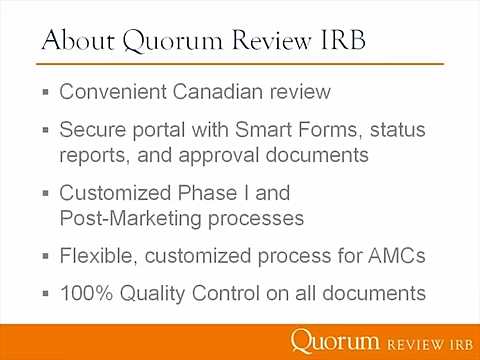 About Quorum Review IRB
▪ Convenient Canadian review
▪ Secure portal with Smart Forms, status
reports, and approval documents
▪ Customized Phase I and
Post-Marketing processes
▪ Flexible, customized process for AMCs
▪ 100% Quality Control on all documents
Quorum REVIEW IRB